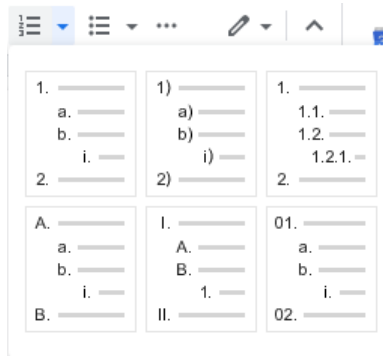 1.
a.
b.
i.
2.
1)
a)
b)
i)
2)
1.
1.1.
1.2.
1.2.1.
2.
A.
a.
b.
i.
B.
I.
A.
B.
1.
II.
01.
a.
b.
i.
02.